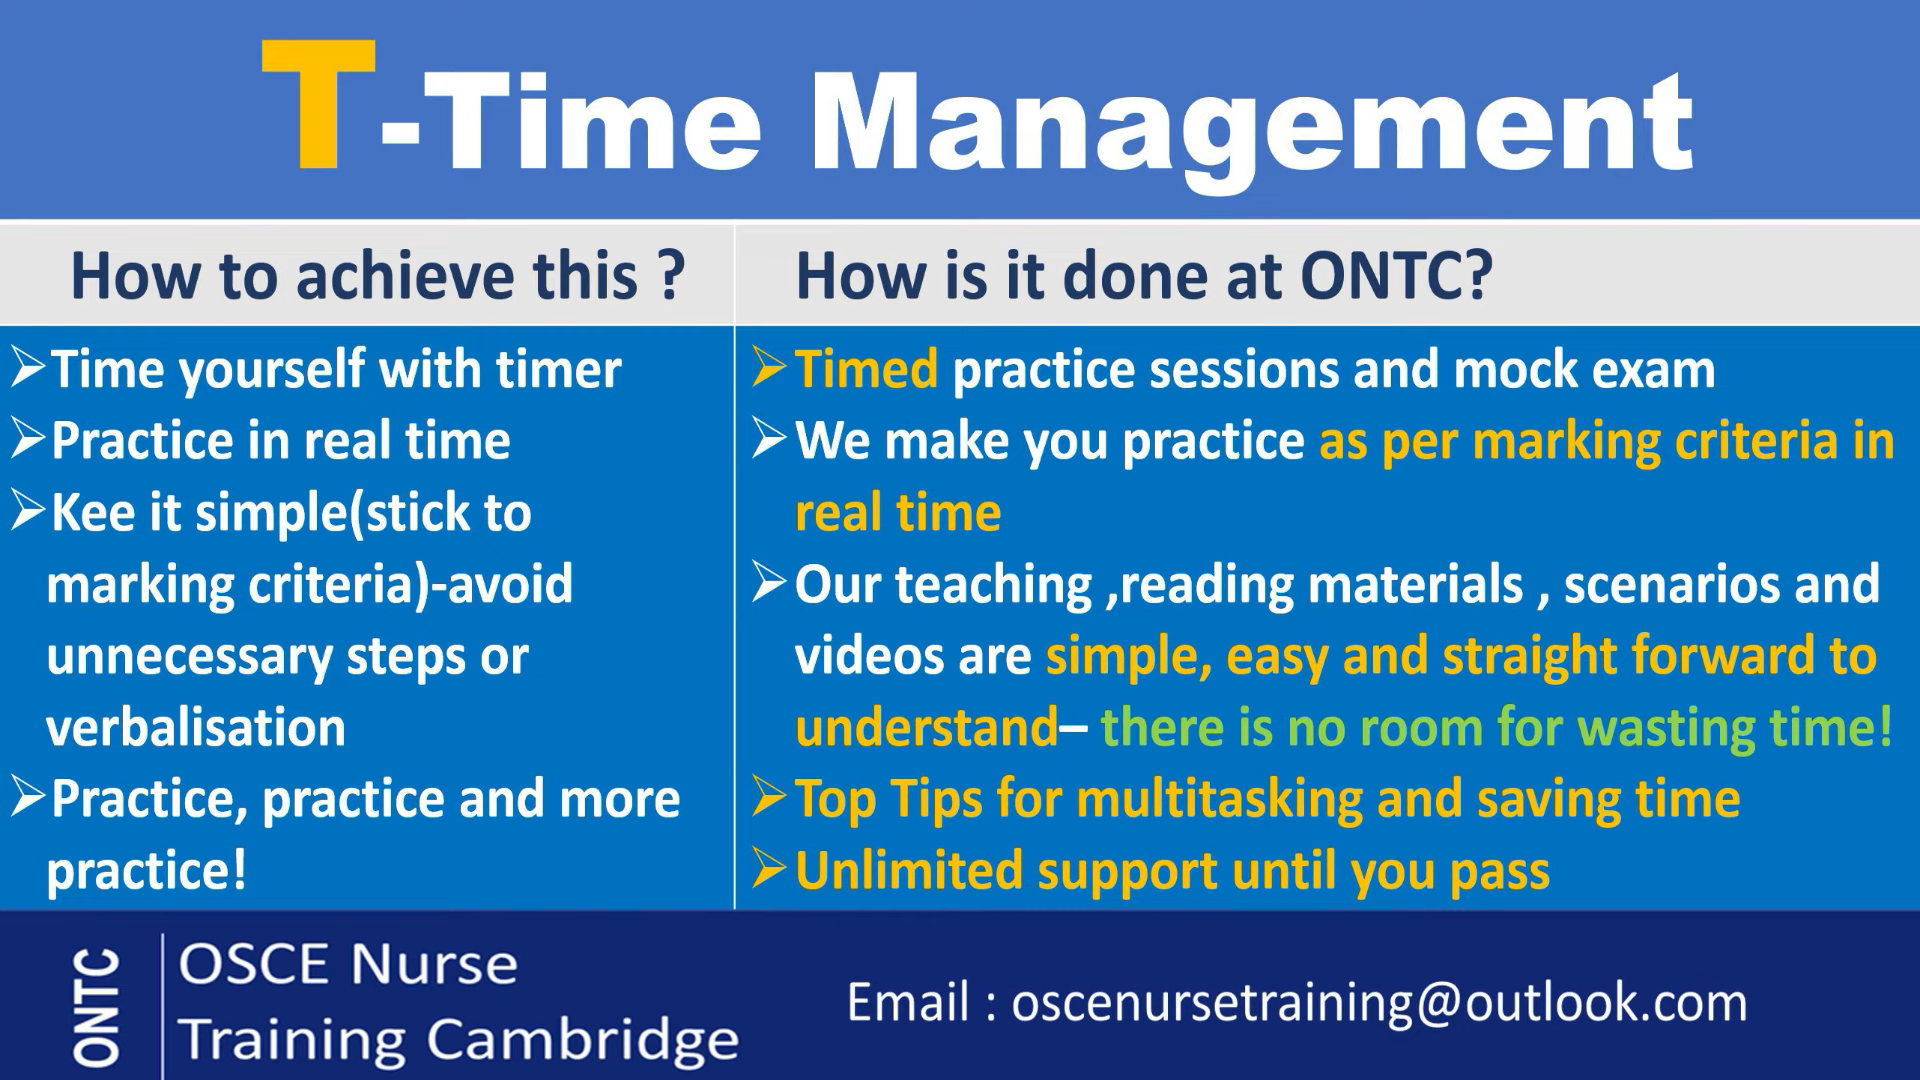 T-Time Management
How to achieve this ?
➢Time yourself with timer
➢Practice in real time
➢Kee it simple(stick to
marking criteria)-avoid
unnecessary steps or
verbalisation
➢Practice, practice and more
practice!
How is it done at ONTC?
➢Timed practice sessions and mock exam
➢We make you practice as per marking criteria in
real time
➢Our teaching ,reading materials , scenarios and
videos are simple, easy and straight forward to
understand– there is no room for wasting time!
➢Top Tips for multitasking and saving time
➢Unlimited support until you pass
ONTC
OSCE Nurse
Training Cambridge
Email : oscenursetraining@outlook.com